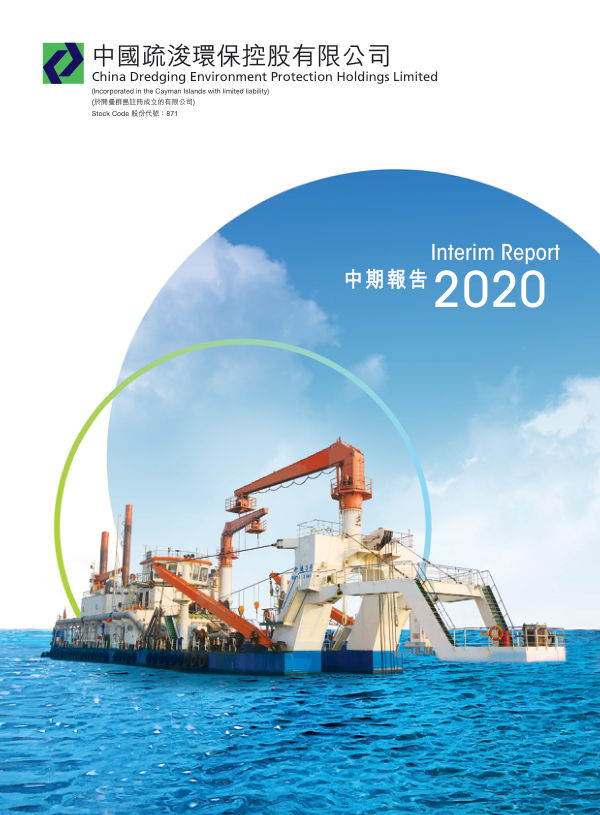 中國疏浚環保控股有限公司
China Dredging Environment Protection Holdings Limited
(Incorporated in the Cayman Islands with limited liability)
(於開曼群島註冊成立的有限公司)
Stock Code 股份代號：871
Interim Report
中期報告 2020